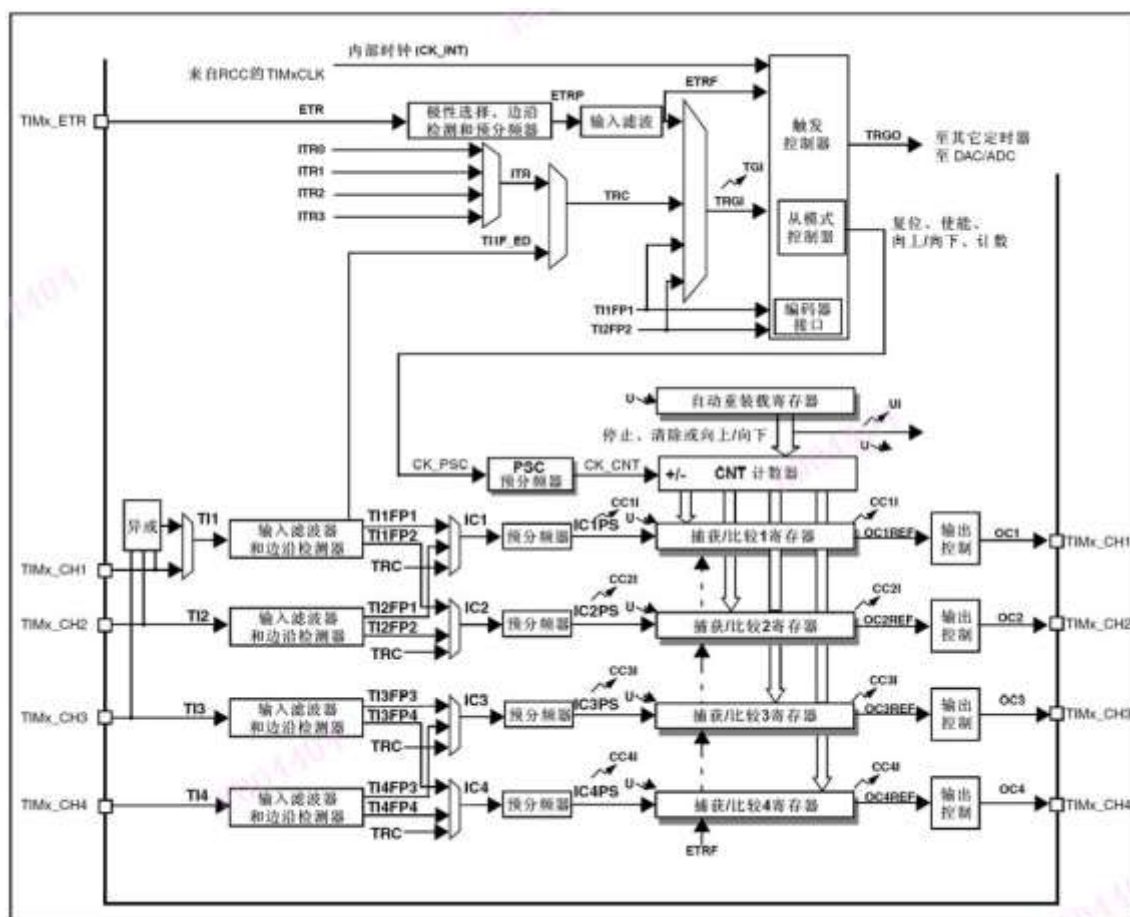 内部时钟 (CK_INT)
来自RCC的TIMxCLK
TIMx_ETR
ETR
极性选择、边沿
检测和预分频器
ETRP
输入滤波
ETRF
触发
控制器
TRGO
至其它定时器
至 DAC/ADC
ITR0
ITR1
ITR2
ITR3
ITR
TRC
TI1F_ED
TGI
TRGI
从模式
控制器
复位、使能、
向上/向下、计数
TI1FP1
TI2FP2
编码器
接口
U
自动重装载寄存器
UI
停止、清除或向上/向下
U
CK_PSC
PSC
预分频器
CK_CNT
+/-
CNT 计数器
异或
TI1
输入滤波器
和边沿检测器
TI1FP1
TI1FP2
TRC
IC1
预分频器
CC1I
IC1PS
U
捕获/比较1寄存器
CC1I
OC1REF
输出
控制
OC1
TIMx_CH1
TIMx_CH1
TIMx_CH2
TI2
输入滤波器
和边沿检测器
TI2FP1
TI2FP2
TRC
IC2
预分频器
CC2I
IC2PS
U
捕获/比较2寄存器
CC2I
OC2REF
输出
控制
OC2
TIMx_CH2
TIMx_CH3
TI3
输入滤波器
和边沿检测器
TI3FP3
TI3FP4
TRC
IC3
预分频器
CC3I
IC3PS
U
捕获/比较3寄存器
CC3I
OC3REF
输出
控制
OC3
TIMx_CH3
TIMx_CH4
TI4
输入滤波器
和边沿检测器
TI4FP3
TI4FP4
TRC
IC4
预分频器
CC4I
IC4PS
U
捕获/比较4寄存器
CC4I
OC4REF
输出
控制
OC4
TIMx_CH4
ETRF